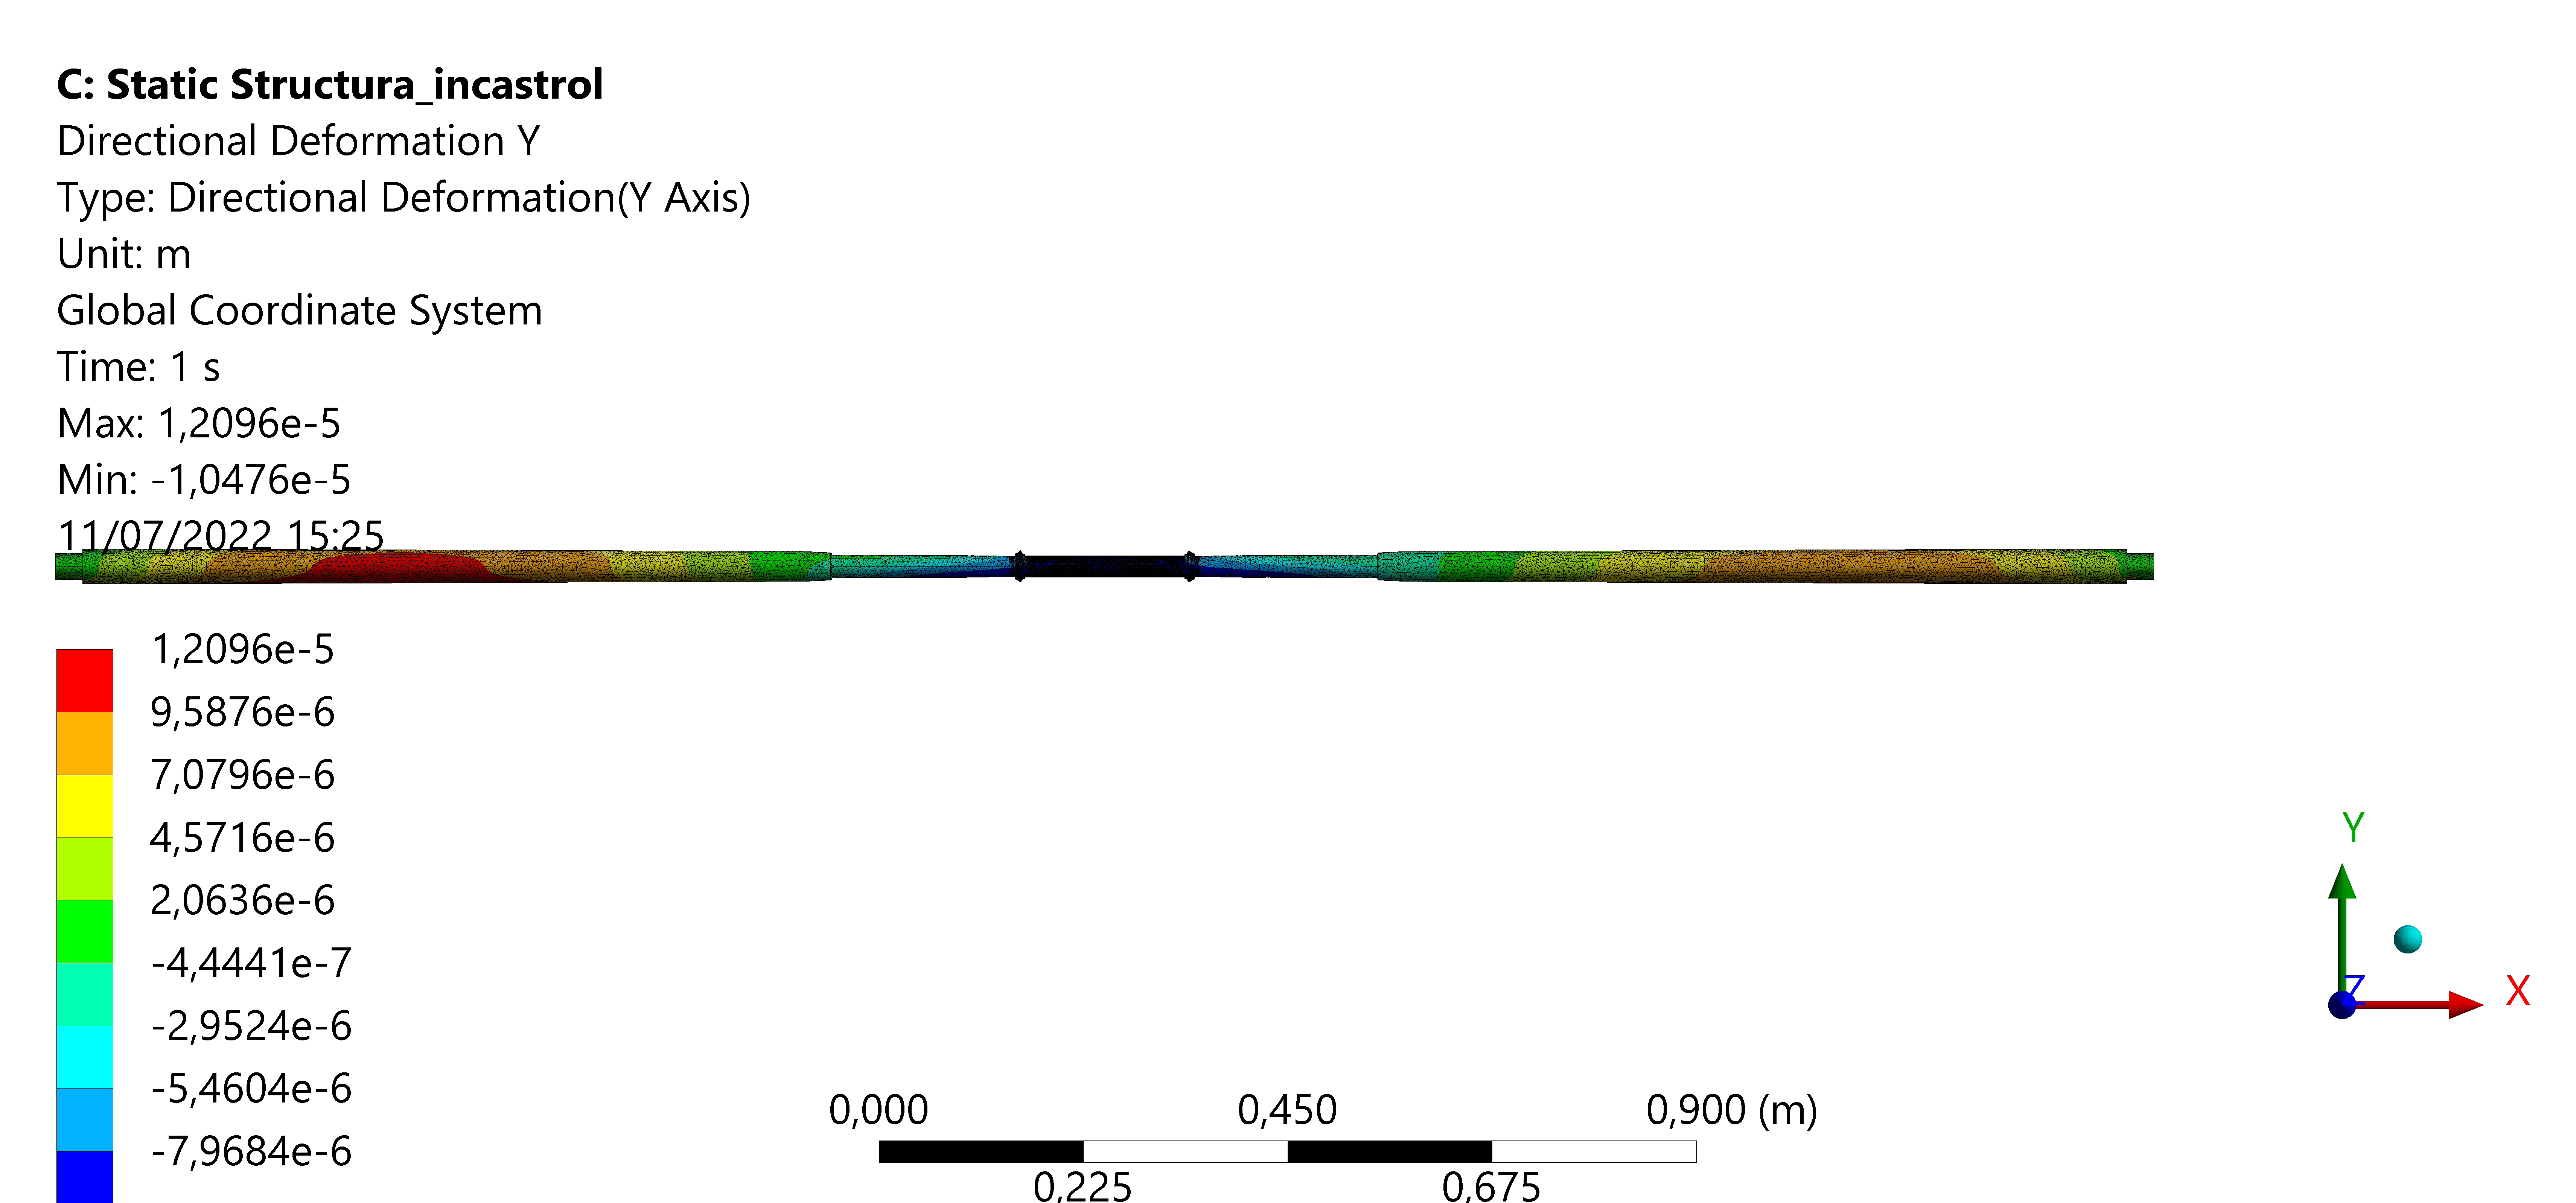 C: Static Structura_incastrol
Directional Deformation Y
Type: Directional Deformation(Y Axis)
Unit: m
Global Coordinate System
Time: 1 s
Max: 1,2096e-5
Min: -1,0476e-5
11/07/2022 15:25
1,2096e-5
9,5876e-6
7,0796e-6
4,5716e-6
2,0636e-6
-4,4441e-7
-2,9524e-6
-5,4604e-6
-7,9684e-6
0,000 0,450 0,900 (m)
0,225 0,675
Y
Z X